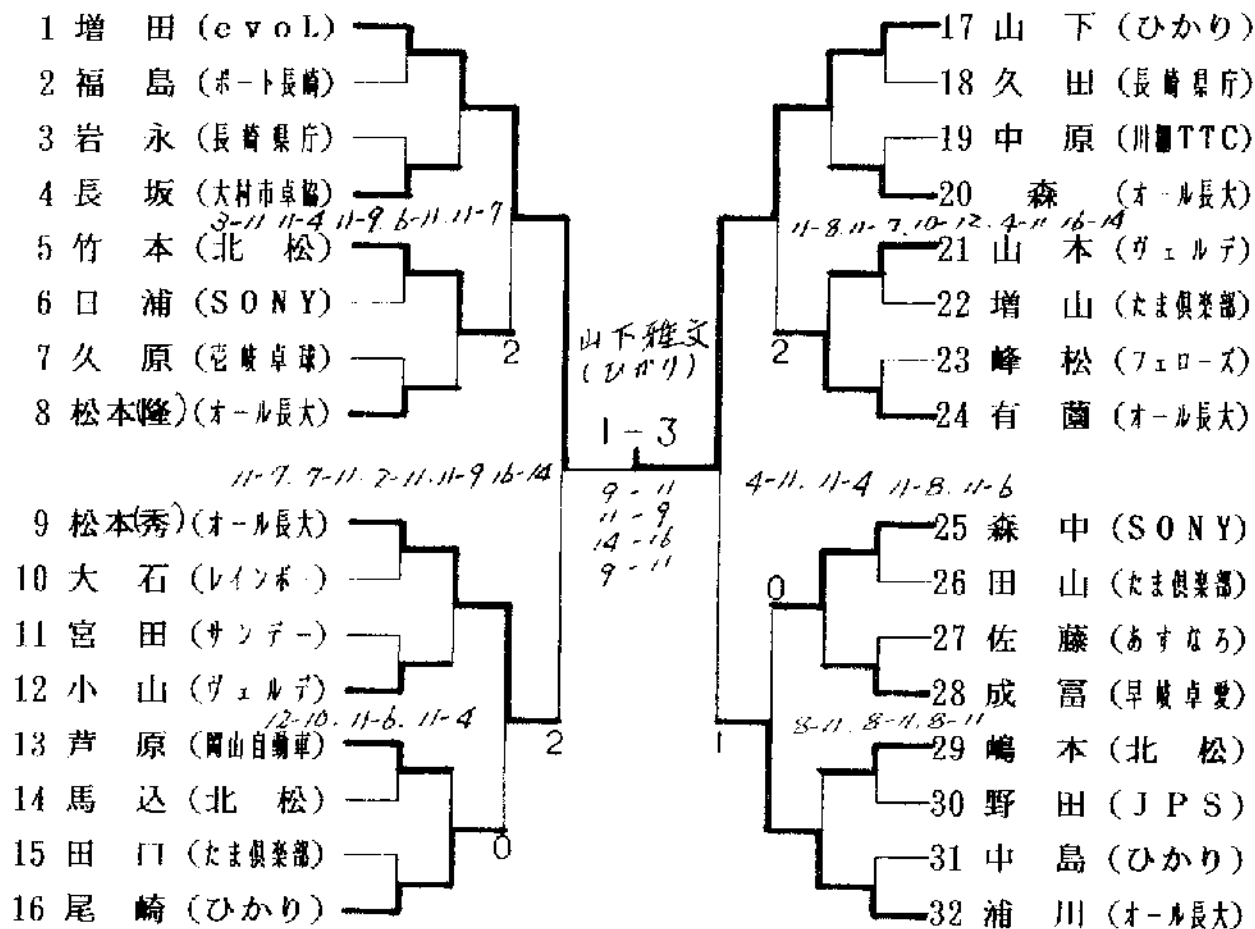 1 増 田 (evoL)
2 福 島 (ポート長崎)
3 岩 永 (長崎県庁)
4 長 坂 (大村市卓協)
3-11 11-4 11-9. 6-11. 11-7
5 竹 本 (北 松)
6 日 浦 (SONY)
7 久 原 (壱岐卓球)
2
8 松本(隆) (オール長大)
11-7. 7-11. 2-11. 11-9 16-14
9 松本(秀) (オール長大)
10 大 石 (レインボー)
11 宮 田 (サンデー)
12 小 山 (ヴェルデ)
12-10. 11-6. 11-4
2
13 芦 原 (岡山自動車)
14 馬 込 (北 松)
15 田 口 (たま倶楽部)
0
16 尾 崎 (ひかり)
山下雅文
(ひかり)
1-3
9-11
11-9
14-16
9-11
17 山 下 (ひかり)
18 久 田 (長崎県庁)
19 中 原 (川棚TTC)
20 森 (オール長大)
11-8. 11-7. 10-12. 4-11 16-14
21 山 本 (ヴェルデ)
22 増 山 (たま倶楽部)
2
23 峰 松 (フェローズ)
24 有 薗 (オール長大)
4-11. 11-4 11-8. 11-6
25 森 中 (SONY)
0
26 田 山 (たま倶楽部)
27 佐 藤 (あすなろ)
28 成 冨 (早岐卓愛)
8-11. 8-11. 8-11
1
29 嶋 本 (北 松)
30 野 田 (JPS)
31 中 島 (ひかり)
32 浦 川 (オール長大)